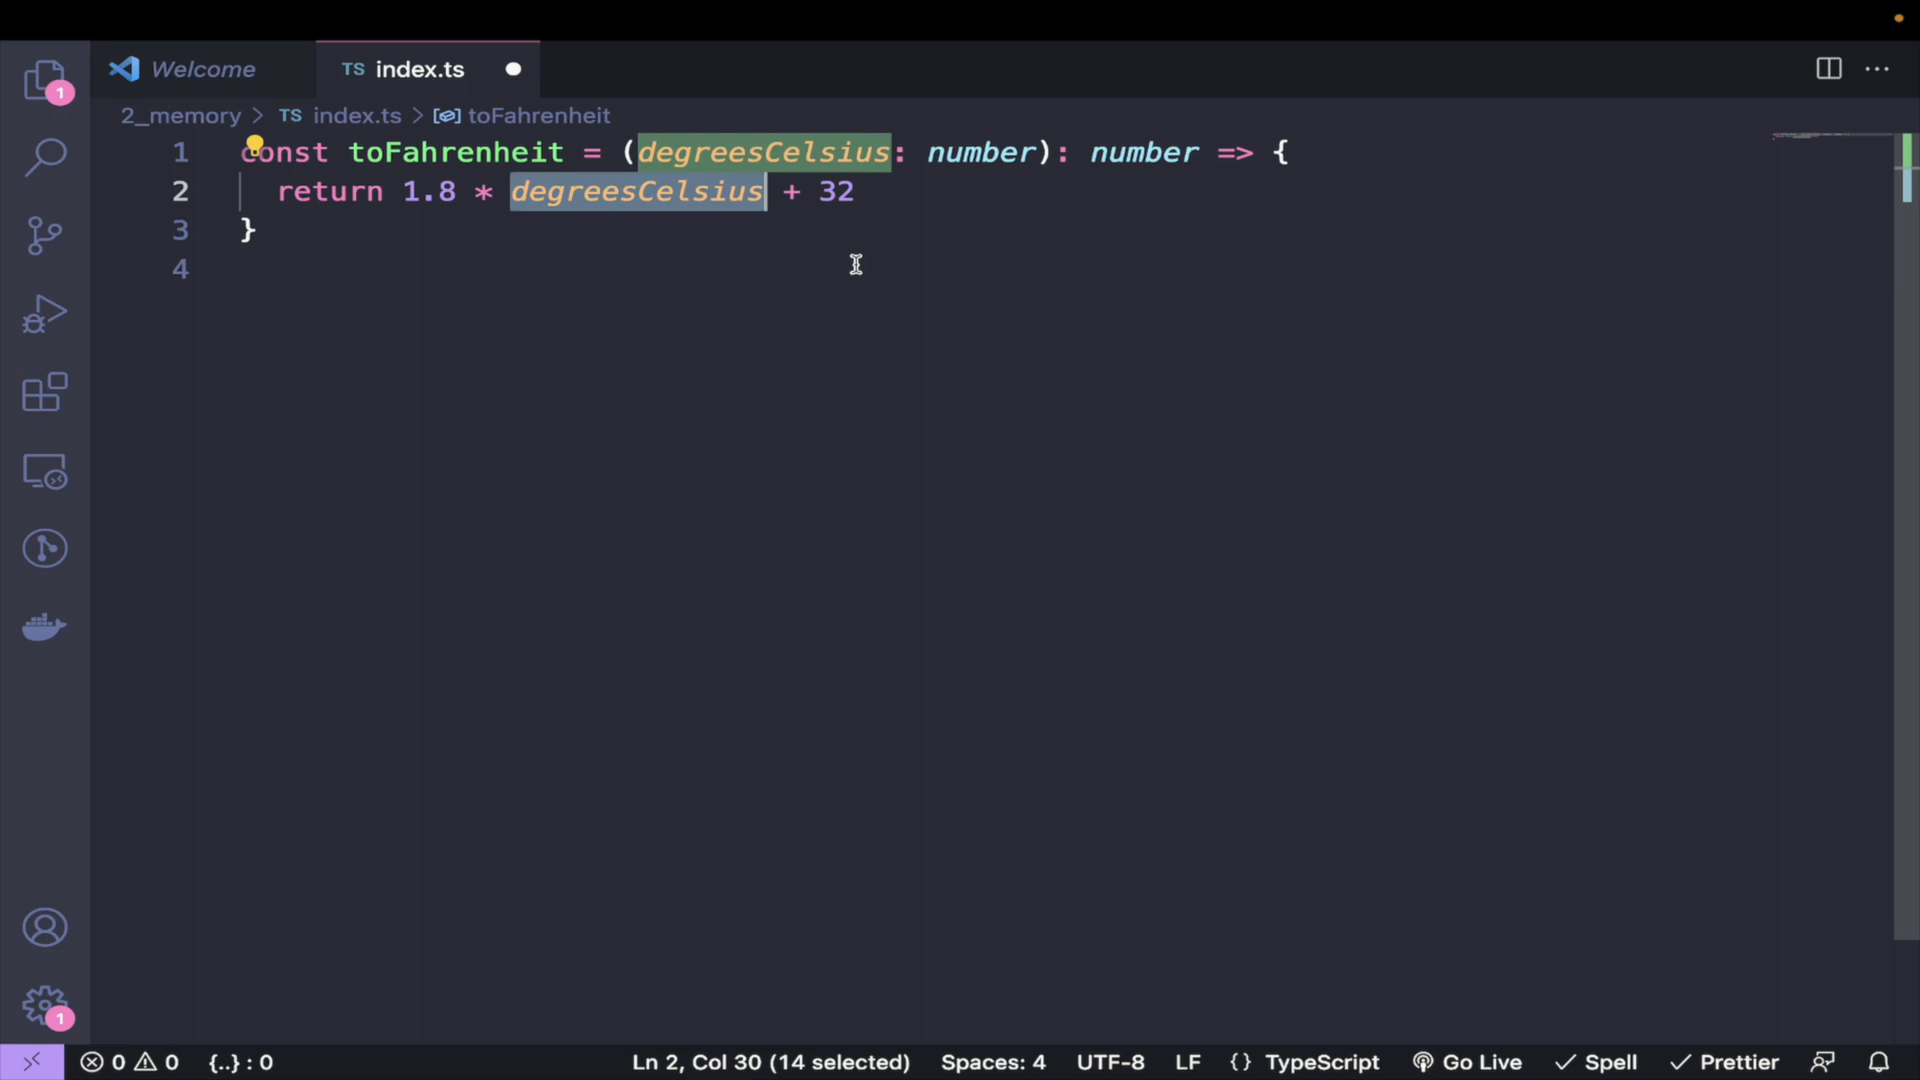 Welcome
TS index.ts
2_memory > TS index.ts > toFahrenheit
1 const toFahrenheit = (degreesCelsius: number): number => {
2 return 1.8 * degreesCelsius + 32
3 }
4
1
1
0 0 {..} : 0 Ln 2, Col 30 (14 selected) Spaces: 4 UTF-8 LF {} TypeScript Go Live Spell Prettier